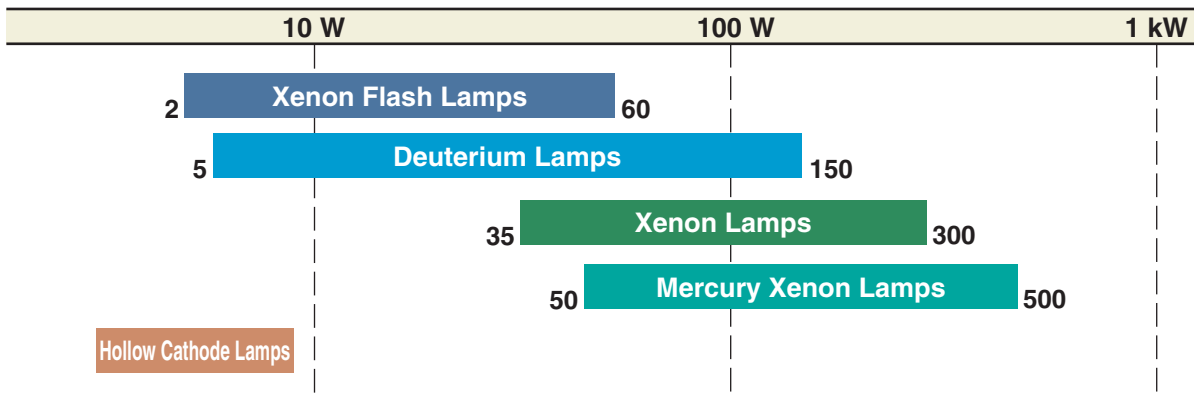 10 W 100 W 1 kW
2 Xenon Flash Lamps 60
5 Deuterium Lamps 150
35 Xenon Lamps 300
50 Mercury Xenon Lamps 500
Hollow Cathode Lamps